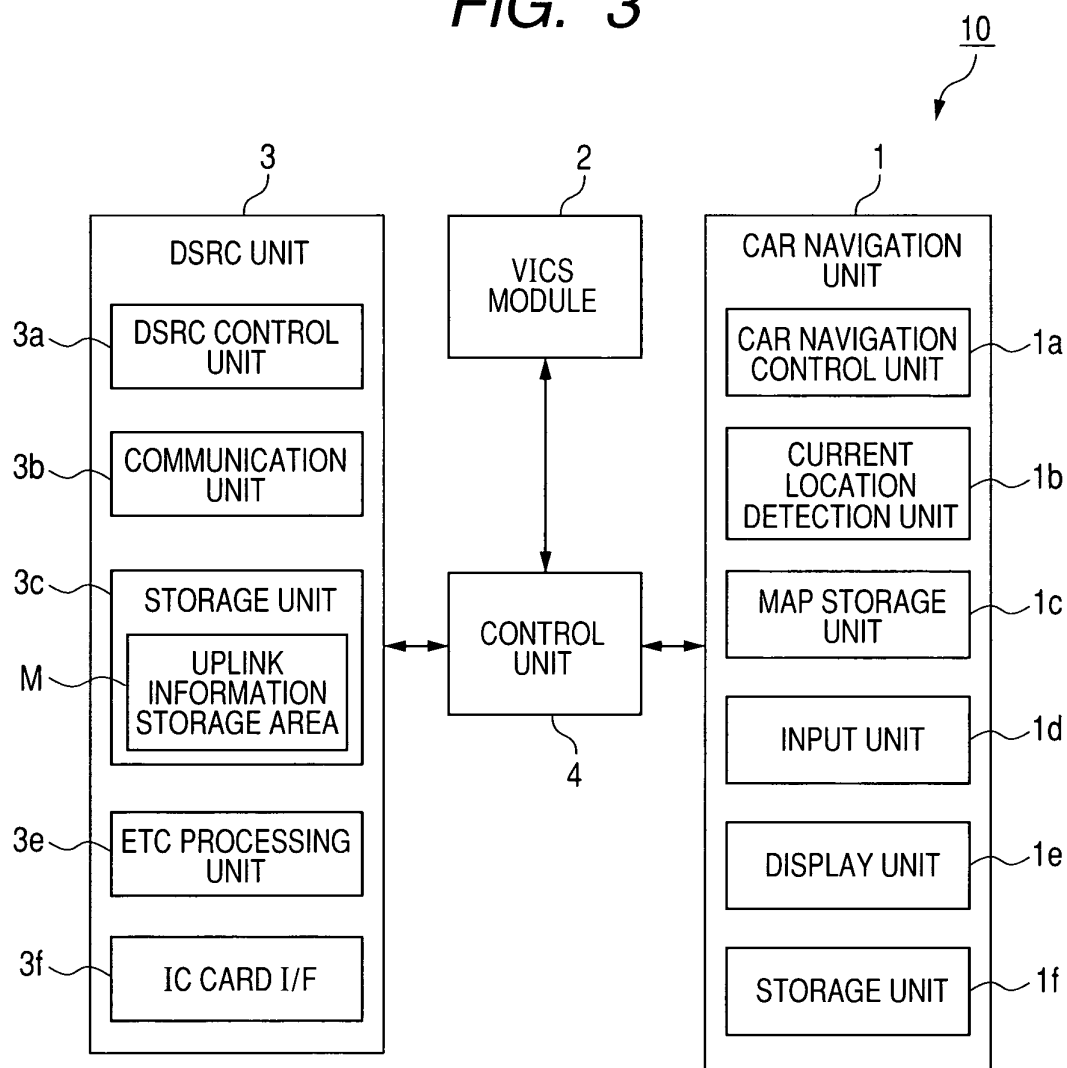 FIG. 3
10
3
2
1
DSRC UNIT
3a
DSRC CONTROL
UNIT
3b
COMMUNICATION
UNIT
3c
STORAGE UNIT
M
UPLINK
INFORMATION
STORAGE AREA
3e
ETC PROCESSING
UNIT
3f
IC CARD I/F
VICS
MODULE
CONTROL
UNIT
4
CAR NAVIGATION
UNIT
CAR NAVIGATION
CONTROL UNIT
1a
CURRENT
LOCATION
DETECTION UNIT
1b
MAP STORAGE
UNIT
1c
INPUT UNIT
1d
DISPLAY UNIT
1e
STORAGE UNIT
1f